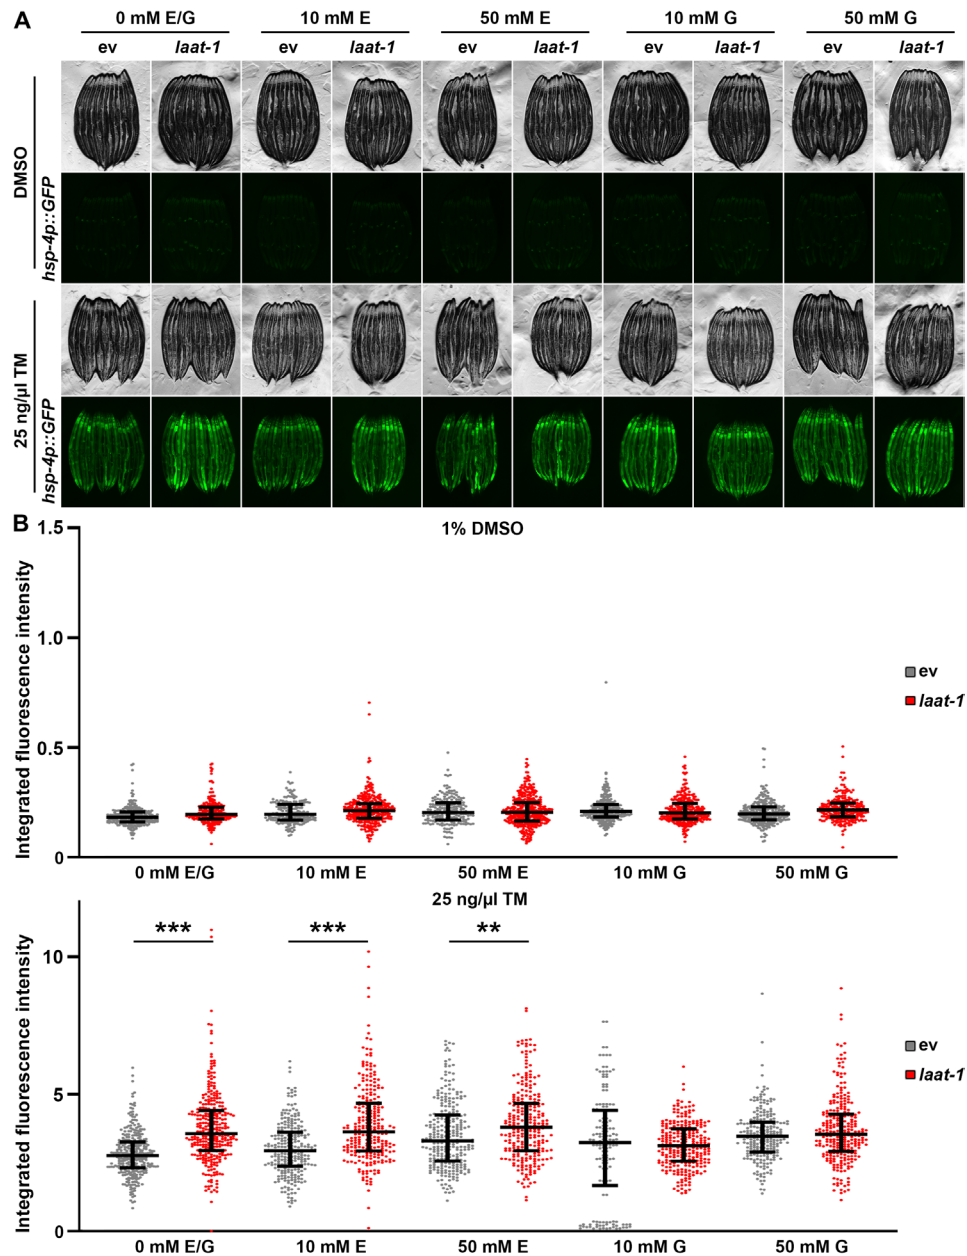 A
0 mM E/G 10 mM E 50 mM E 10 mM G 50 mM G
ev laat-1 ev laat-1 ev laat-1 ev laat-1 ev laat-1
DMSO
hsp-4p::GFP
25 ng/µl TM
hsp-4p::GFP
B
1% DMSO
Integrated fluorescence intensity
1.5
1.0
0.5
0
ev
laat-1
0 mM E/G 10 mM E 50 mM E 10 mM G 50 mM G
25 ng/µl TM
Integrated fluorescence intensity
*** *** **
10
5
0
ev
laat-1
0 mM E/G 10 mM E 50 mM E 10 mM G 50 mM G